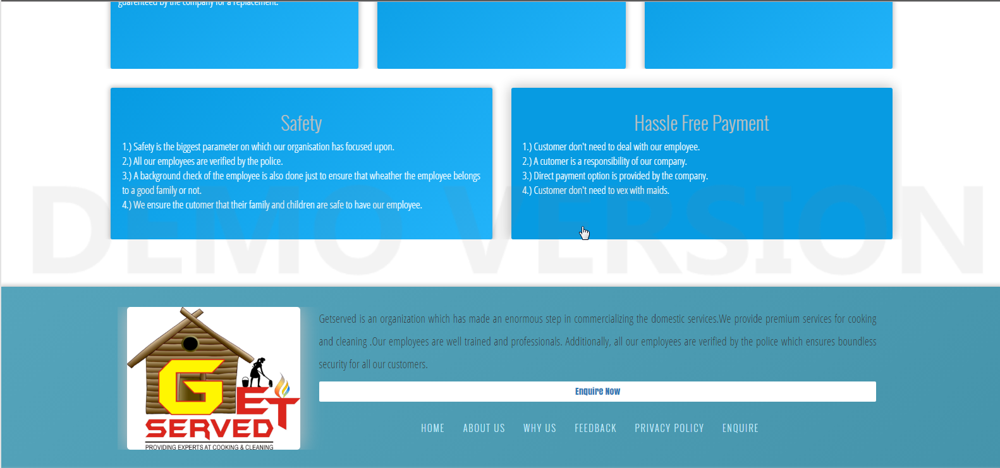 guarenteed by the company for a replacement.
Safety
1.) Safety is the biggest parameter on which our organisation has focused upon.
2.) All our employees are verified by the police.
3.) A background check of the employee is also done just to ensure that wheather the employee belongs
to a good family or not.
4.) We ensure the cutomer that their family and children are safe to have our employee.
Hassle Free Payment
1.) Customer don't need to deal with our employee.
2.) A cutomer is a responsibility of our company.
3.) Direct payment option is provided by the company.
4.) Customer don't need to vex with maids.
DEMO VERSION
GET
SERVED
PROVIDING EXPERTS AT COOKING & CLEANING
Getserved is an organization which has made an enormous step in commercializing the domestic services.We provide premium services for cooking
and cleaning .Our employees are well trained and professionals. Additionally, all our employees are verified by the police which ensures boundless
security for all our customers.
Enquire Now
HOME ABOUT US WHY US FEEDBACK PRIVACY POLICY ENQUIRE